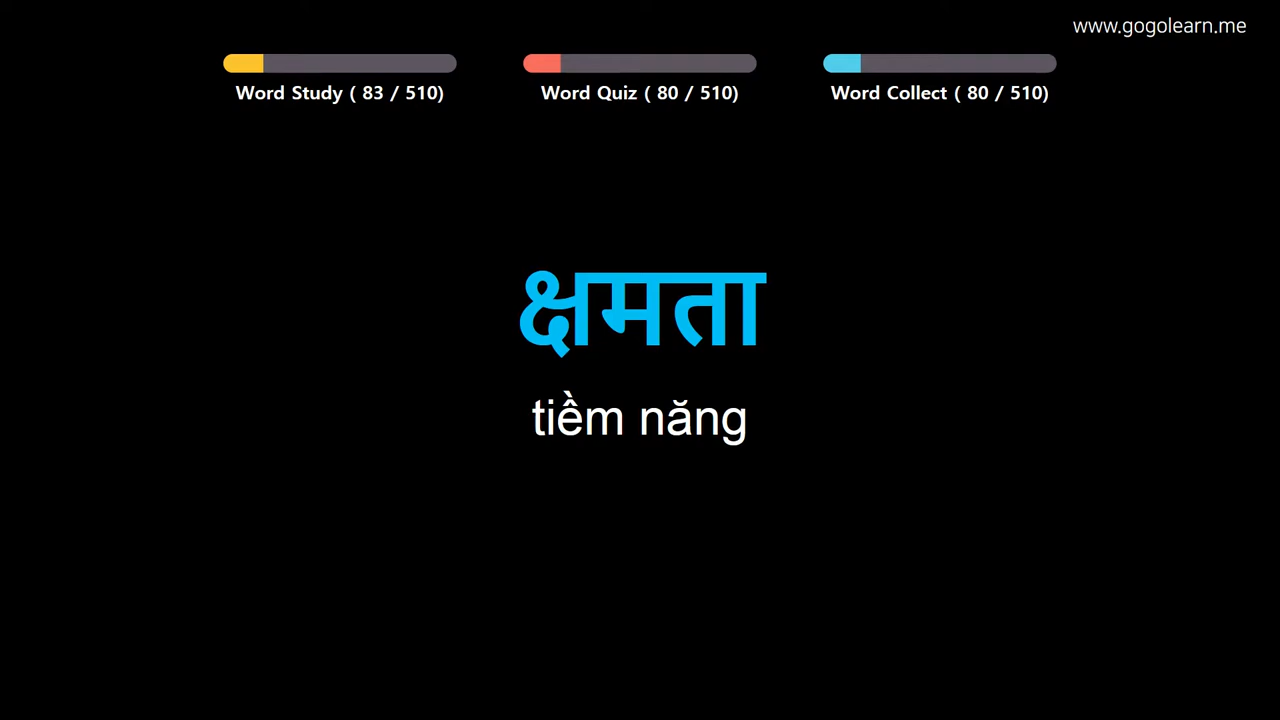 www.gogolearn.me
Word Study ( 83 / 510)
Word Quiz ( 80 / 510)
Word Collect ( 80 / 510)
क्षमता
tiềm năng